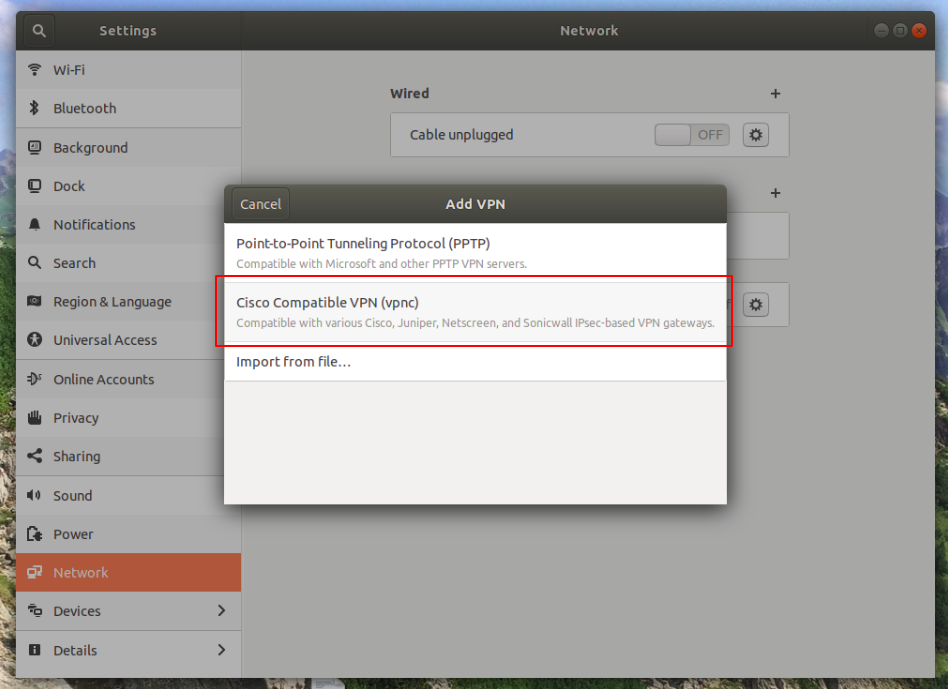 Settings
Network
Wi-Fi
Bluetooth
Background
Dock
Notifications
Search
Region & Language
Universal Access
Online Accounts
Privacy
Sharing
Sound
Power
Network
Devices
Details
Wired
Cable unplugged
OFF
Cancel
Add VPN
Point-to-Point Tunneling Protocol (PPTP)
Compatible with Microsoft and other PPTP VPN servers.
Cisco Compatible VPN (vpnc)
Compatible with various Cisco, Juniper, Netscreen, and Sonicwall IPsec-based VPN gateways.
Import from file…